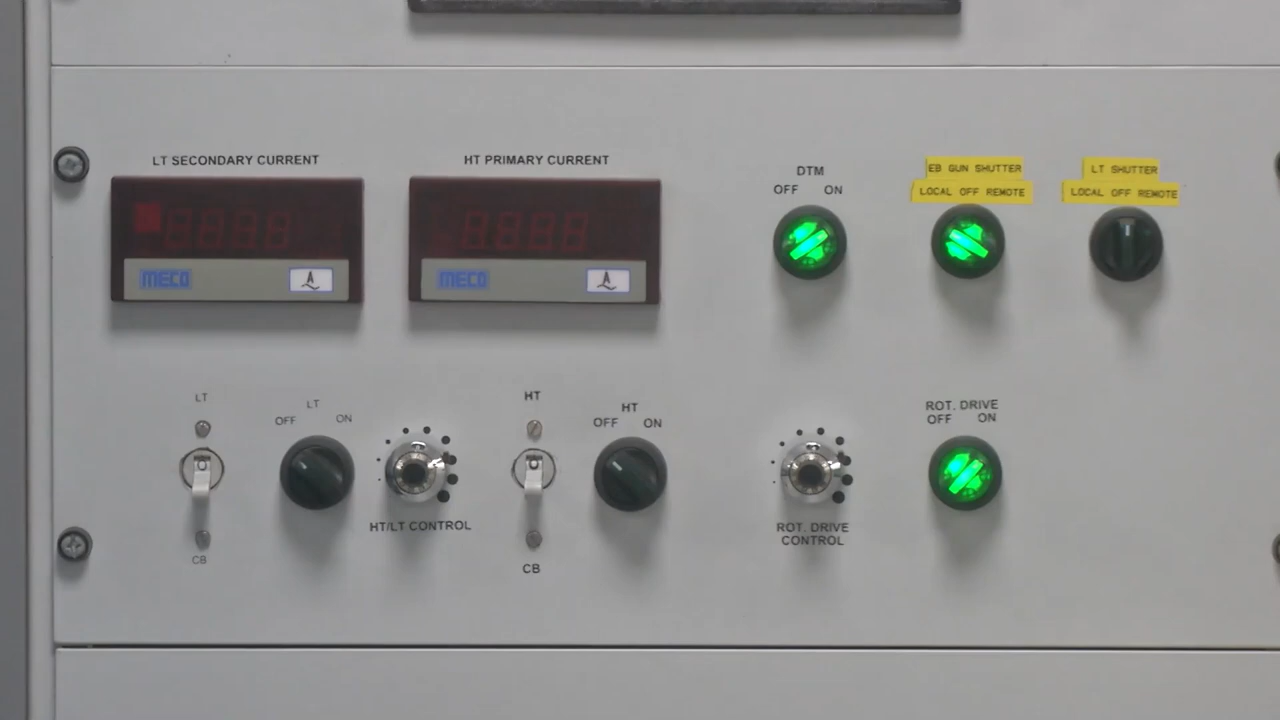 LT SECONDARY CURRENT
HT PRIMARY CURRENT
MECO
A
MECO
A
DTM
OFF ON
EB GUN SHUTTER
LOCAL OFF REMOTE
LT SHUTTER
LOCAL OFF REMOTE
LT
CB
LT
OFF ON
HT/LT CONTROL
HT
CB
HT
OFF ON
ROT. DRIVE
CONTROL
ROT. DRIVE
OFF ON